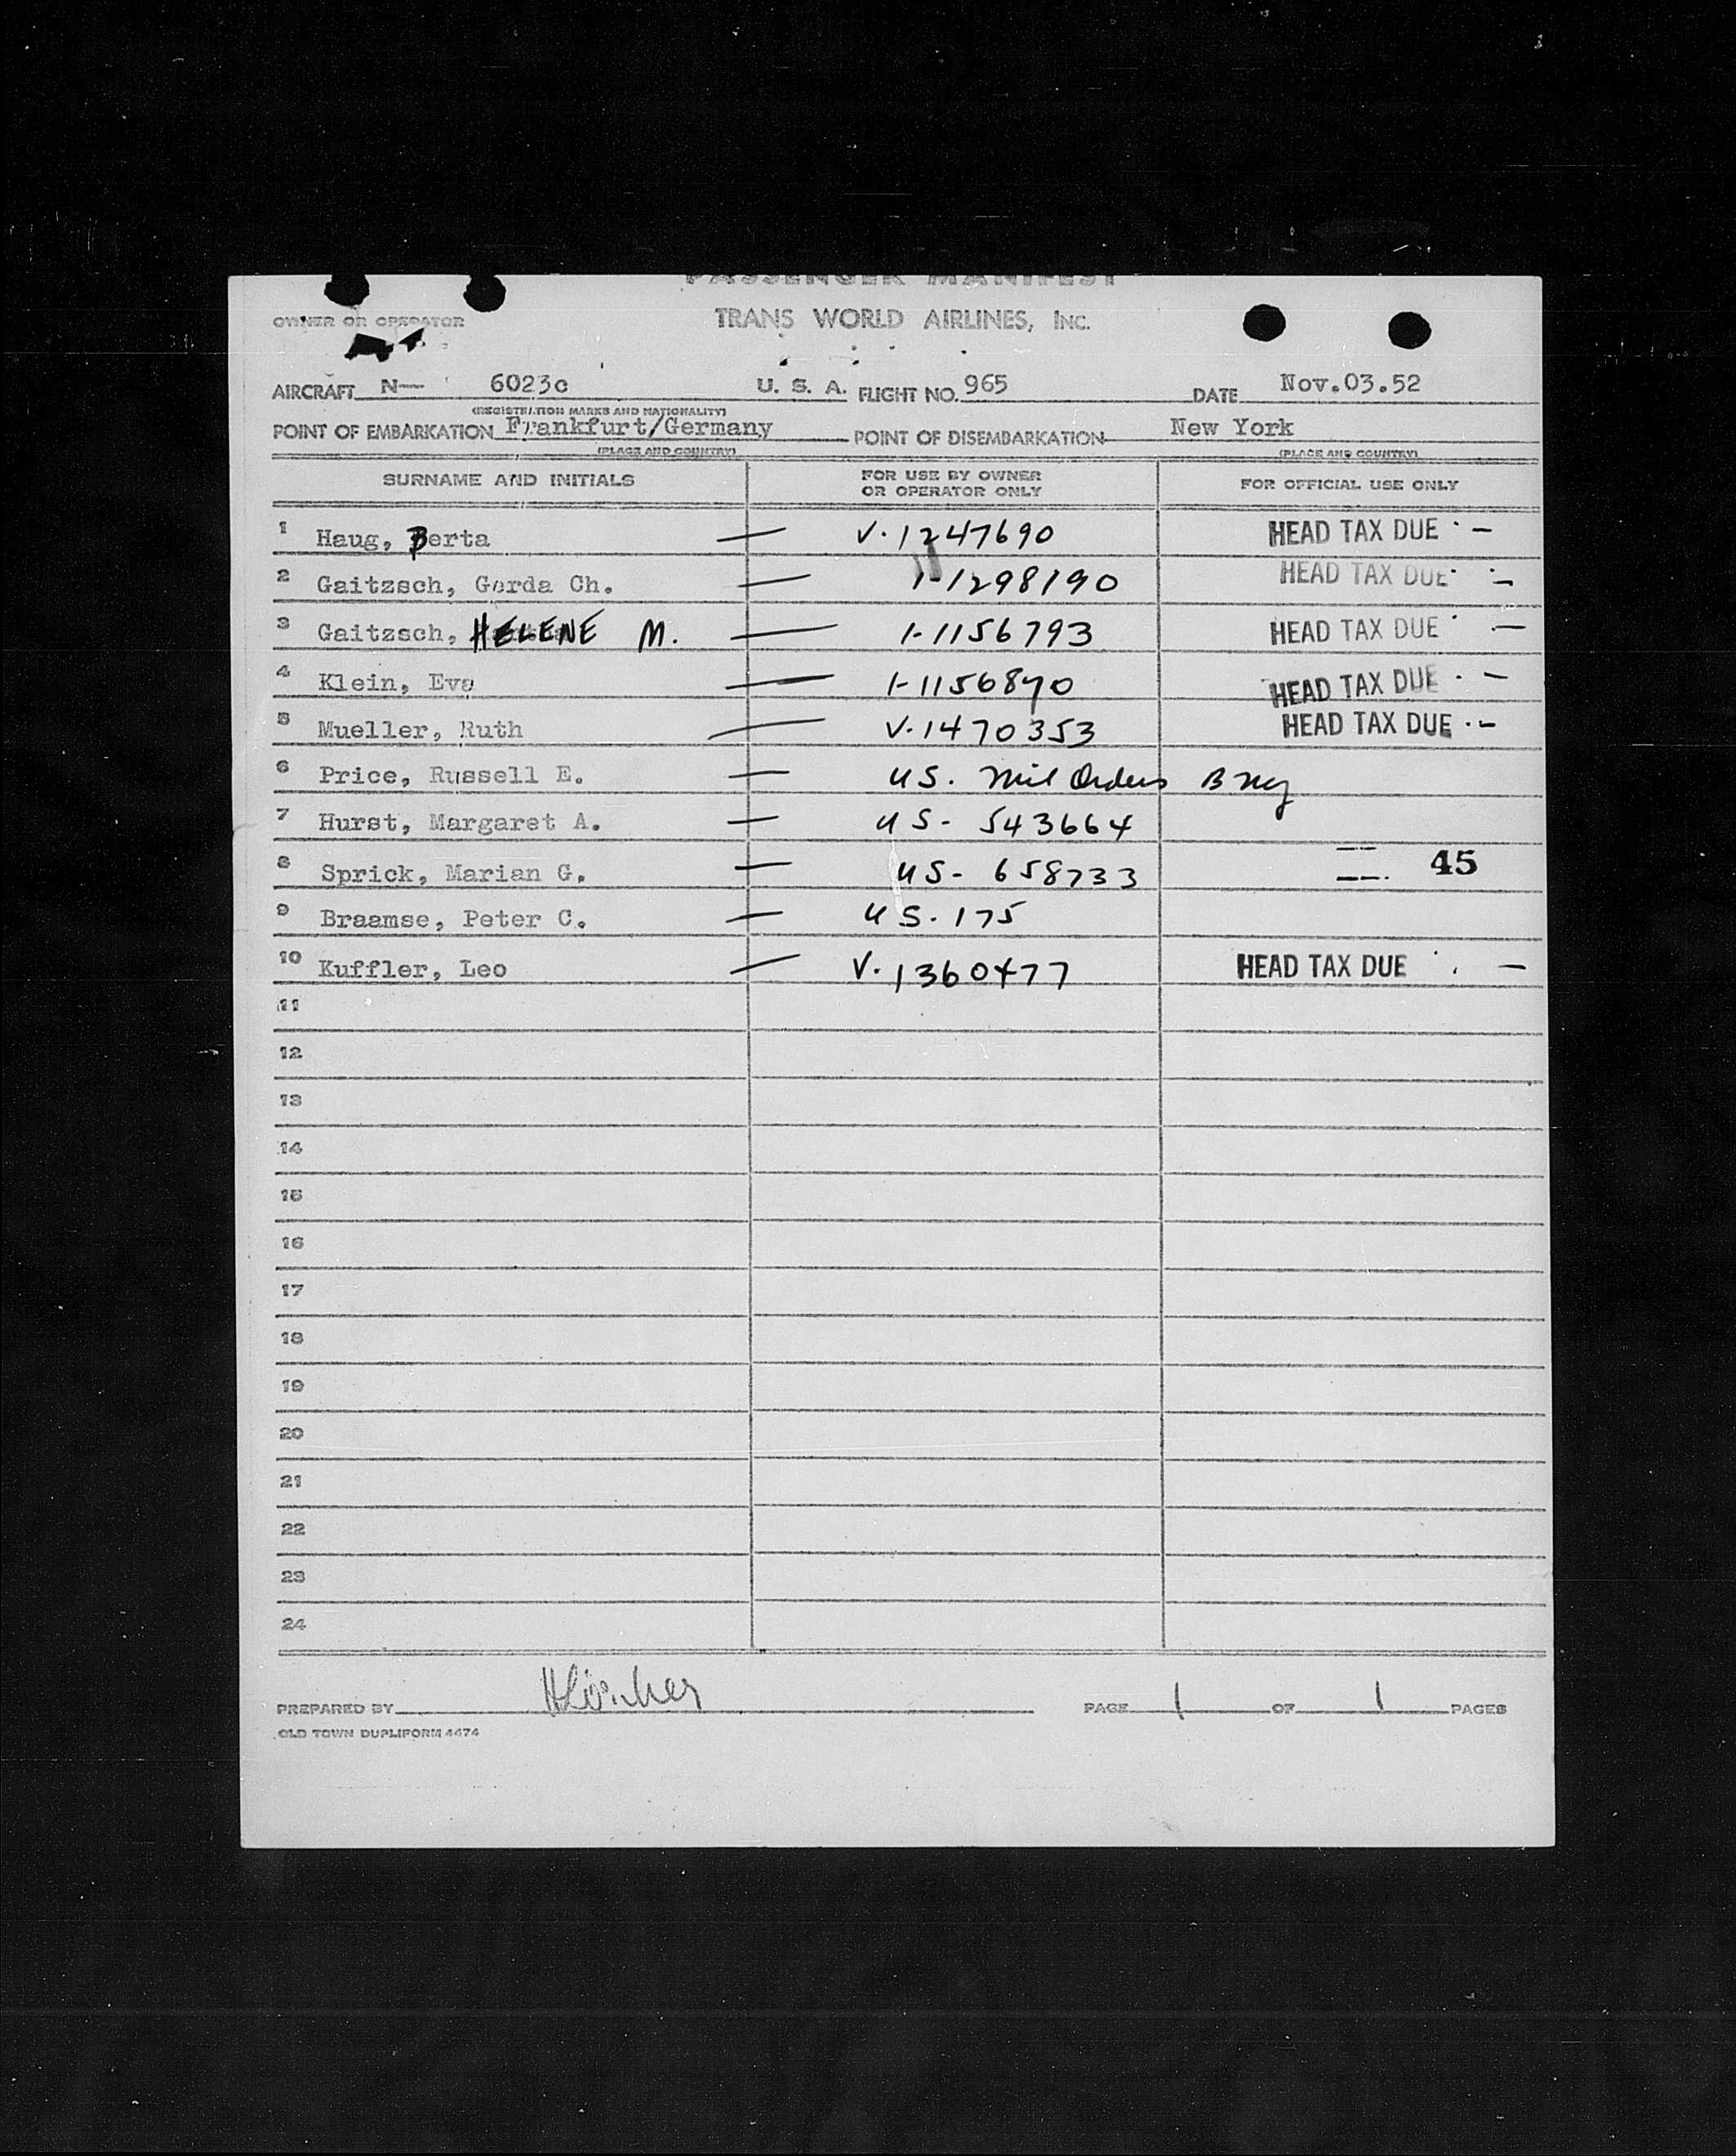 PASSENGER MANIFEST
OWNER OR OPERATOR TRANS WORLD AIRLINES, INC.
AIRCRAFT N— 6023c U. S. A. FLIGHT NO. 965 DATE Nov.03.52
(REGISTRATION MARKS AND NATIONALITY)
POINT OF EMBARKATION Frankfurt/Germany POINT OF DISEMBARKATION New York
(PLACE AND COUNTRY) (PLACE AND COUNTRY)
SURNAME AND INITIALS FOR USE BY OWNER OR OPERATOR ONLY FOR OFFICIAL USE ONLY
1 Haug, Berta — V. 1247690 HEAD TAX DUE —
2 Gaitzsch, Gerda Ch. — 1-1298190 HEAD TAX DUE —
3 Gaitzsch, HELENE M. — 1-1156793 HEAD TAX DUE —
4 Klein, Eva — 1-1156870 HEAD TAX DUE —
5 Mueller, Ruth — V. 1470353 HEAD TAX DUE —
6 Price, Russell E. — US. Mil Orders
7 Hurst, Margaret A. — US- 543664
8 Sprick, Marian G. — US- 658733 45
9 Braamse, Peter C. — US. 175
10 Kuffler, Leo — V. 1360477 HEAD TAX DUE —
11
12
13
14
15
16
17
18
19
20
21
22
23
24
PREPARED BY PAGE 1 OF 1 PAGES
OLD TOWN DUPLIFORM 4474